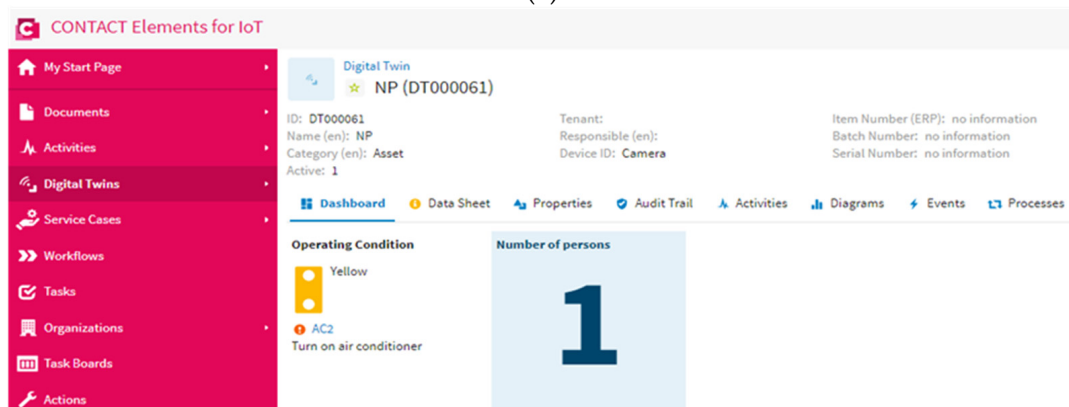 CONTACT Elements for IoT
My Start Page
Documents
Activities
Digital Twins
Service Cases
Workflows
Tasks
Organizations
Task Boards
Actions
Digital Twin
NP (DT000061)
ID: DT000061
Name (en): NP
Category (en): Asset
Active: 1
Tenant:
Responsible (en):
Device ID: Camera
Item Number (ERP): no information
Batch Number: no information
Serial Number: no information
Dashboard Data Sheet Properties Audit Trail Activities Diagrams Events Processes
Operating Condition
Yellow
AC2
Turn on air conditioner
Number of persons
1